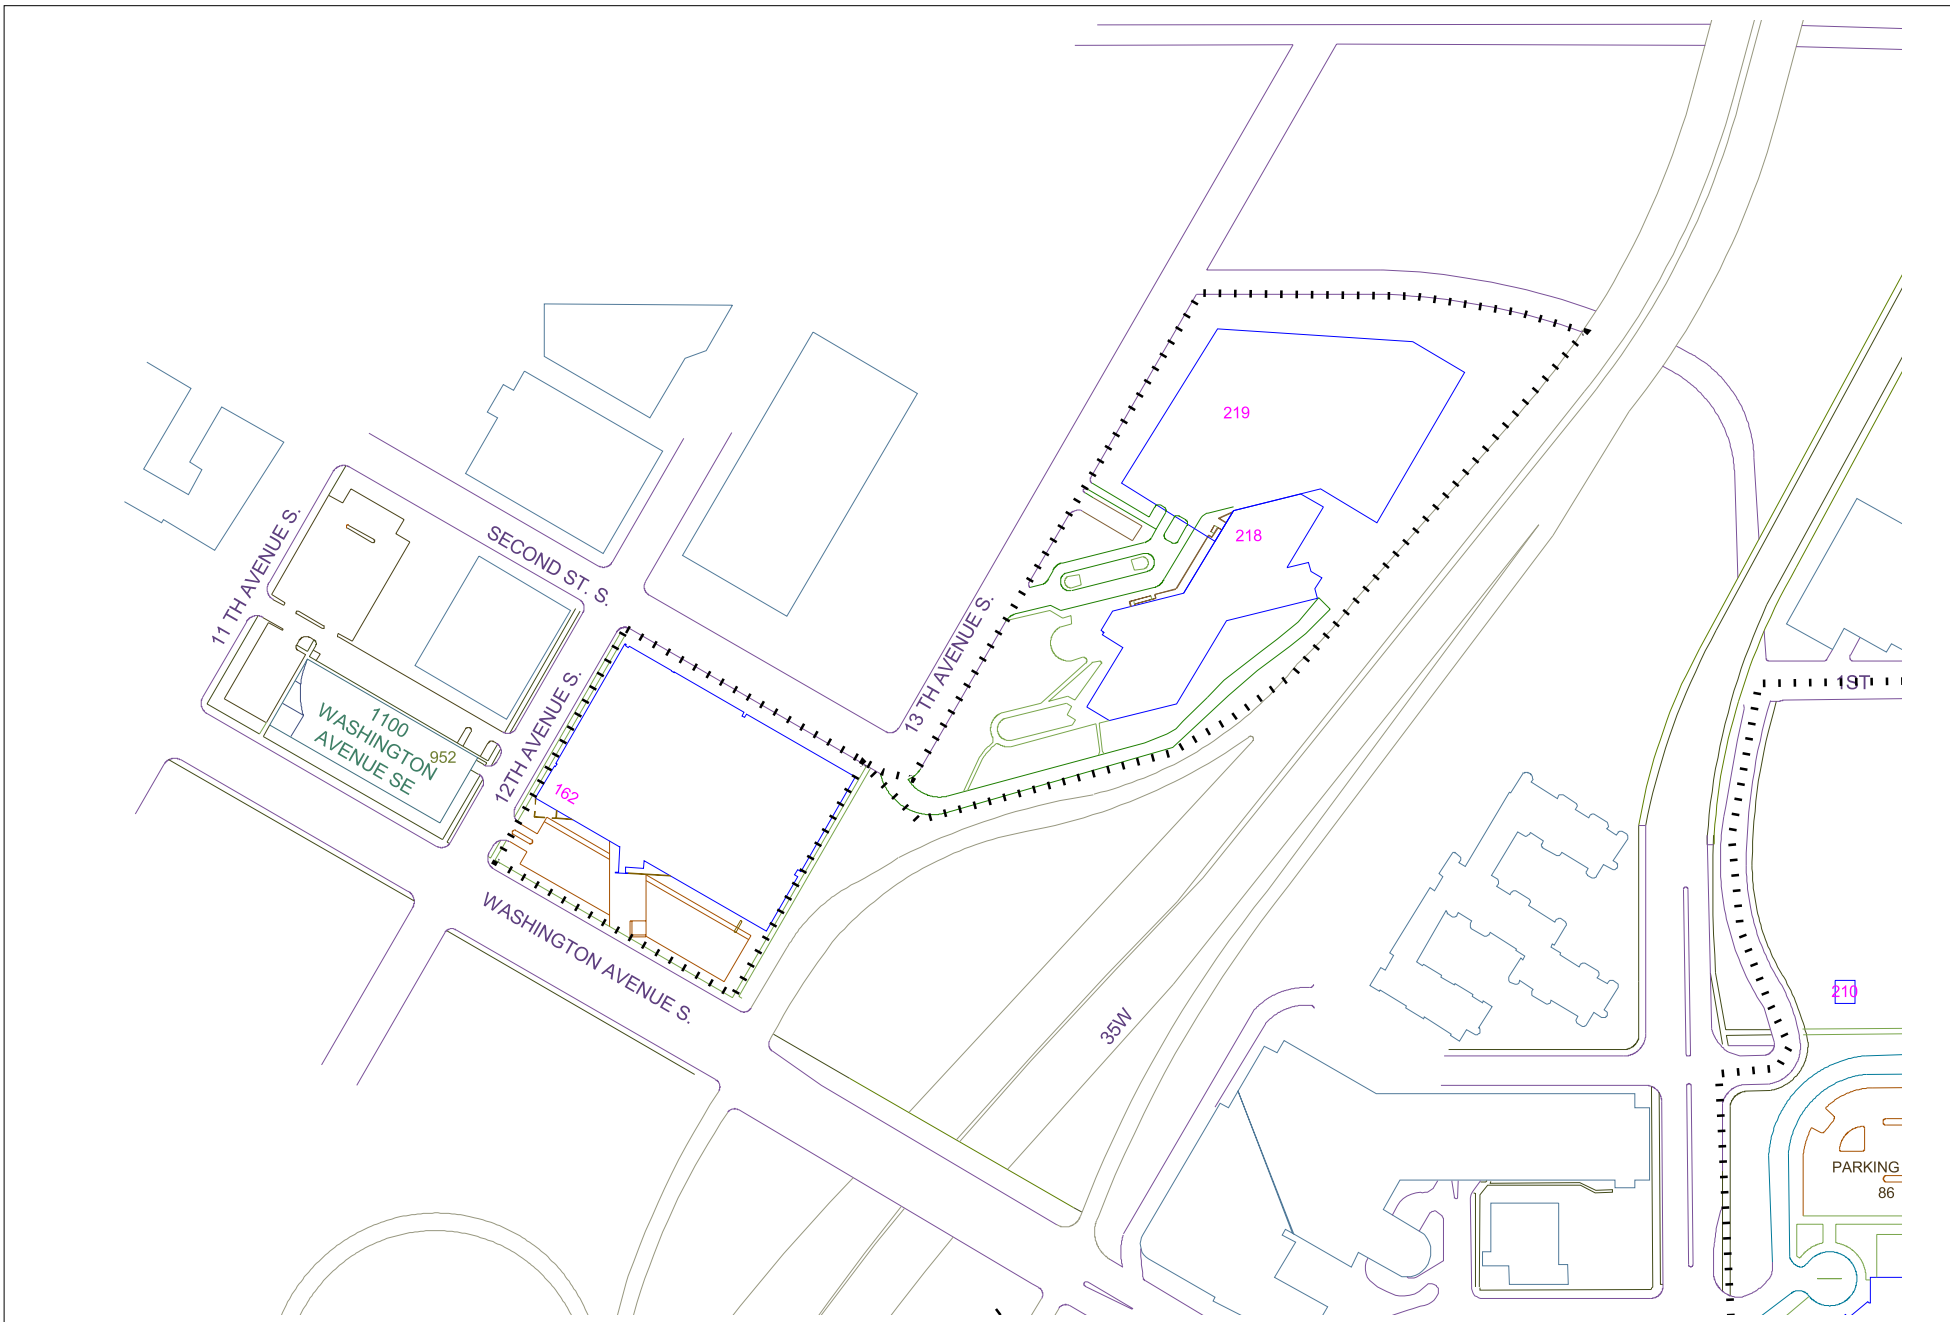 219
218
SECOND ST. S.
11 TH AVENUE S.
13 TH AVENUE S.
1ST
12TH AVENUE S.
1100
WASHINGTON
AVENUE SE
952
162
WASHINGTON AVENUE S.
210
35W
PARKING
86